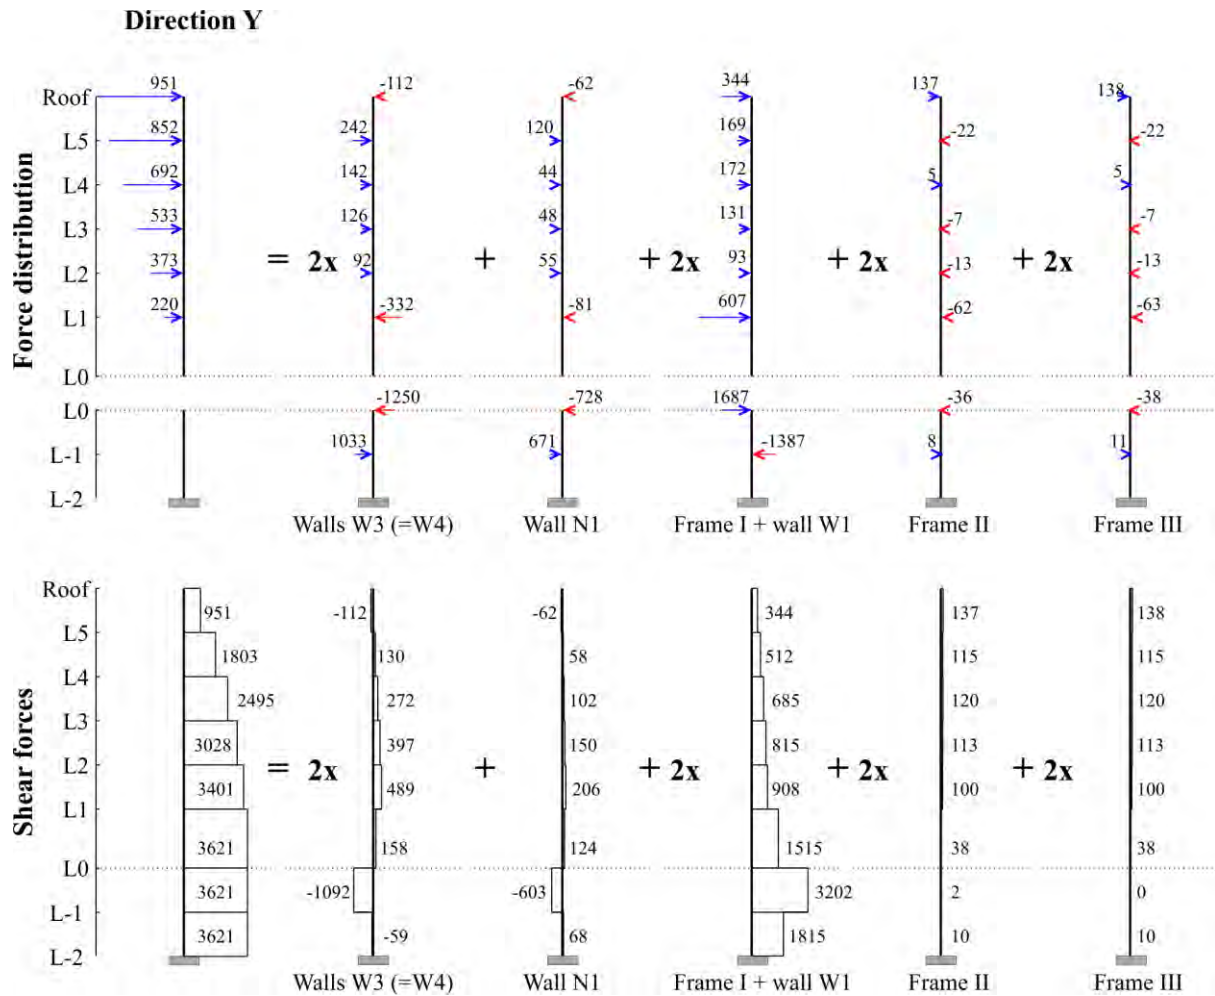 Direction Y
Force distribution
Roof 951 -112 -62 344 137 138
L5 852 242 120 169 -22 -22
L4 692 142 44 172 5 5
L3 533 126 48 131 -7 -7
= 2x + + 2x + 2x + 2x
L2 373 92 55 93 -13 -13
L1 220 -332 -81 607 -62 -63
L0
L0 -1250 -728 1687 -36 -38
L-1 1033 671 -1387 8 11
L-2
Walls W3 (=W4) Wall N1 Frame I + wall W1 Frame II Frame III
Shear forces
Roof
951 -112 -62 344 137 138
L5
1803 130 58 512 115 115
L4
2495 272 102 685 120 120
L3
3028 397 150 815 113 113
L2
= 2x + + 2x + 2x + 2x
3401 489 206 908 100 100
L1
3621 158 124 1515 38 38
L0
3621 -1092 -603 3202 2 0
L-1
3621 -59 68 1815 10 10
L-2
Walls W3 (=W4) Wall N1 Frame I + wall W1 Frame II Frame III